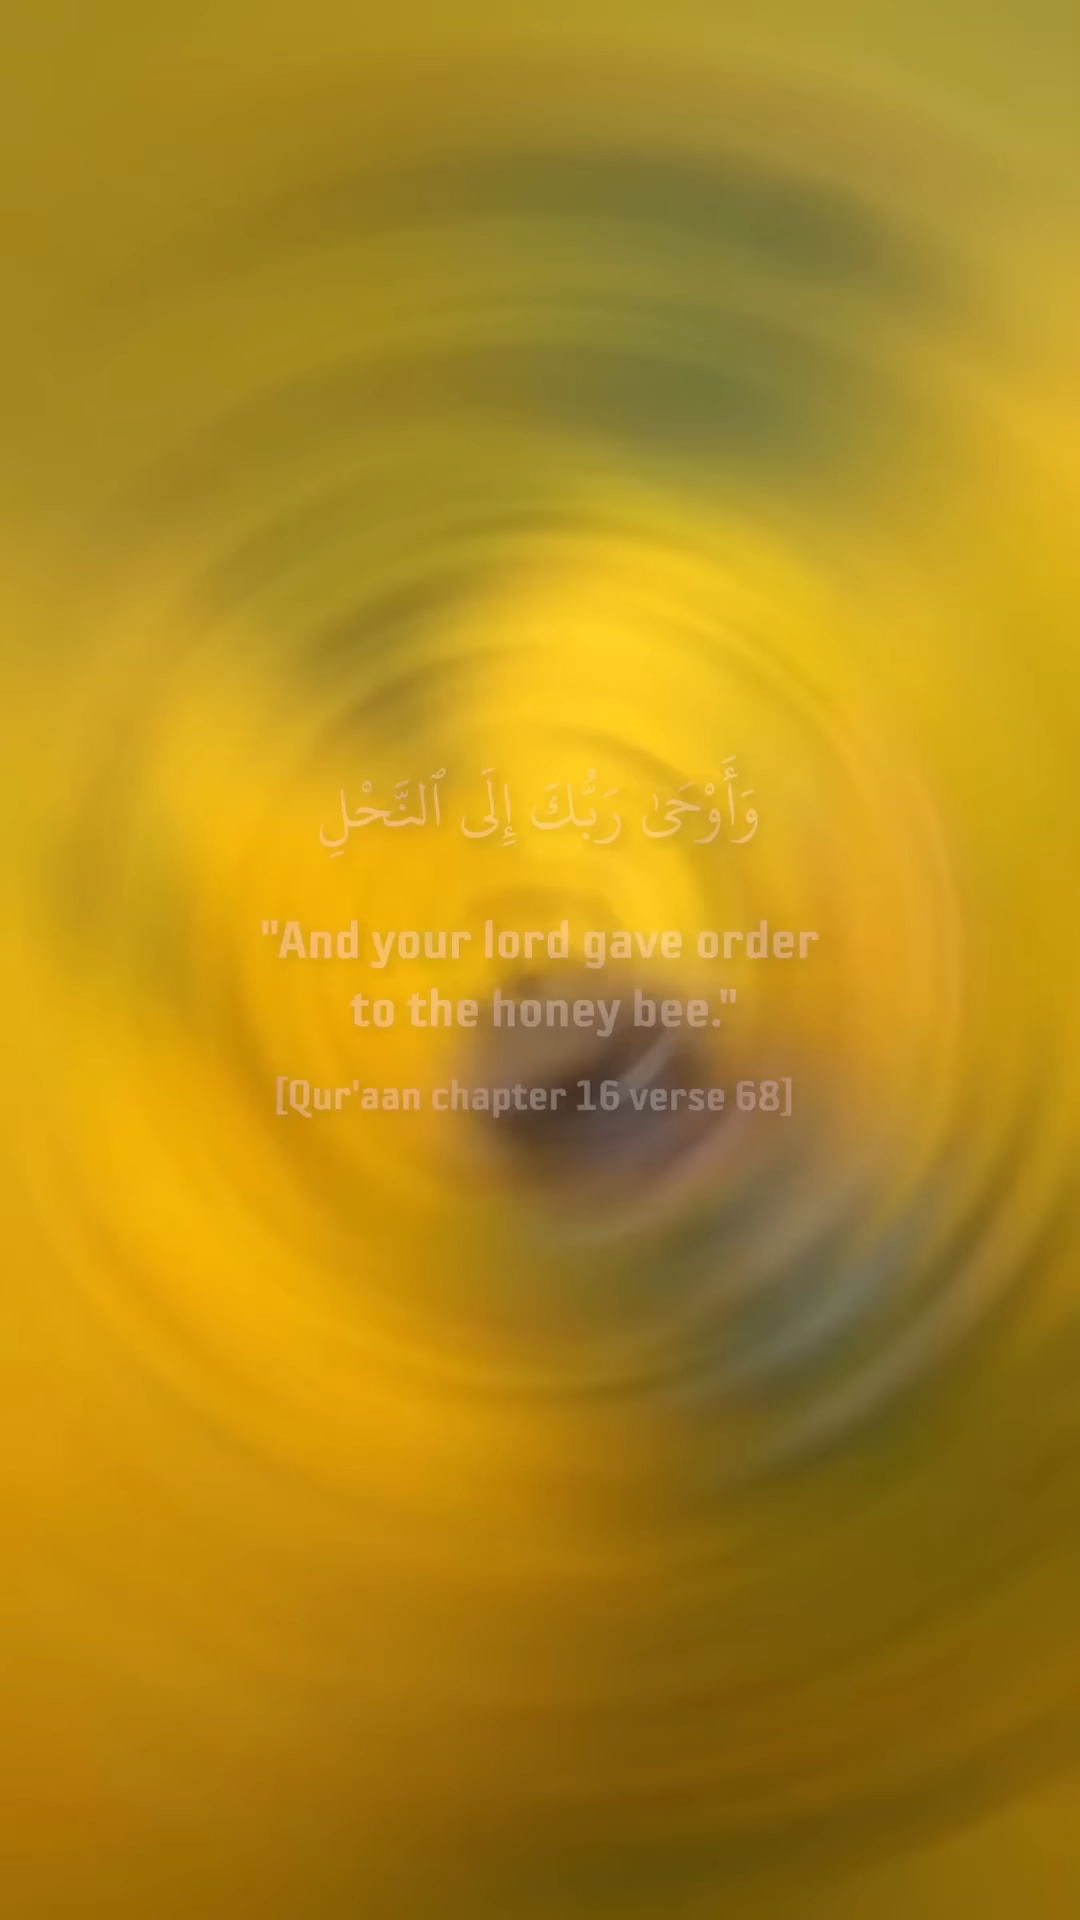 وَأَوْحَىٰ رَبُّكَ إِلَى ٱلنَّحْلِ
"And your lord gave order
to the honey bee."
[Qur'aan chapter 16 verse 68]